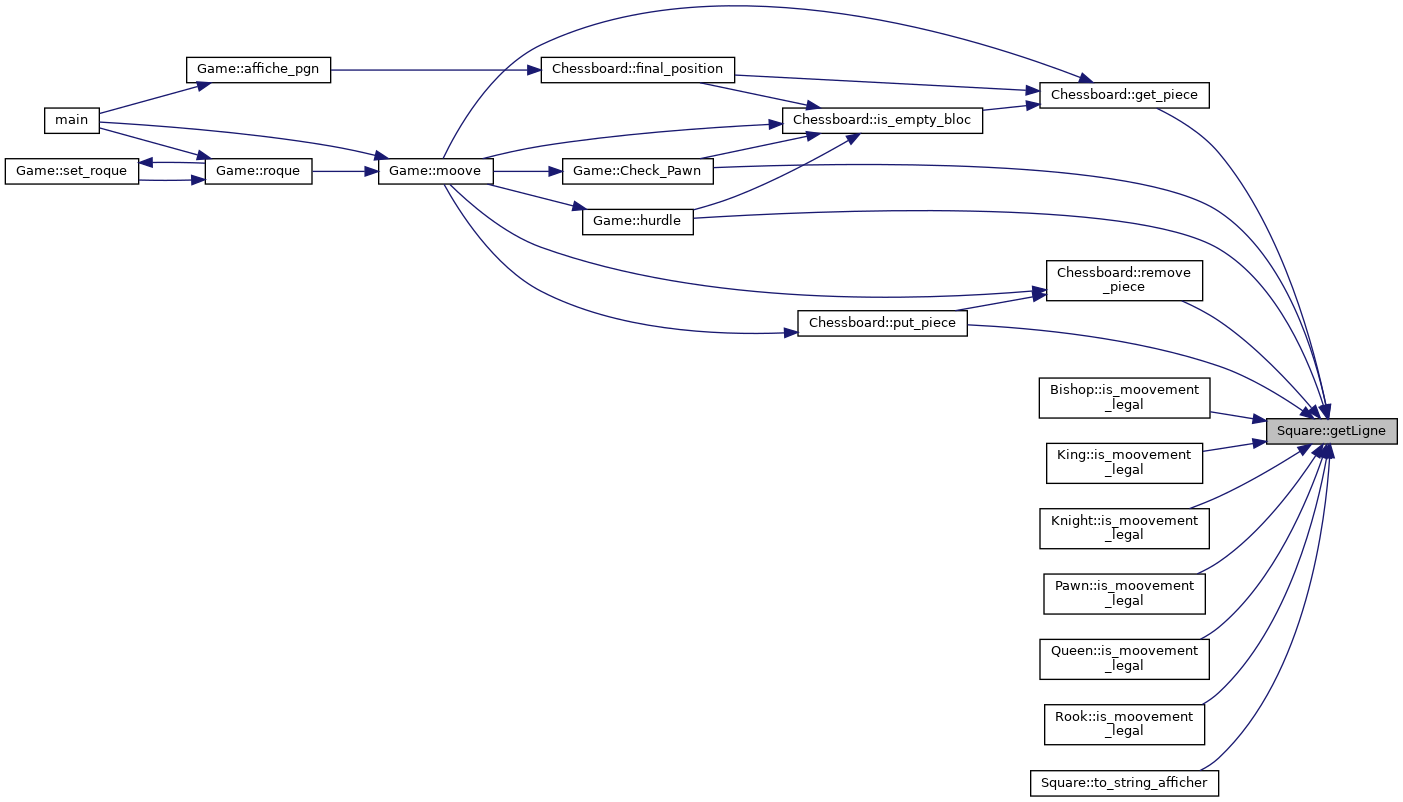 Game::affiche_pgn
Chessboard::final_position
Chessboard::get_piece
main
Chessboard::is_empty_bloc
Game::set_roque
Game::roque
Game::moove
Game::Check_Pawn
Game::hurdle
Chessboard::remove
_piece
Chessboard::put_piece
Bishop::is_moovement
_legal
Square::getLigne
King::is_moovement
_legal
Knight::is_moovement
_legal
Pawn::is_moovement
_legal
Queen::is_moovement
_legal
Rook::is_moovement
_legal
Square::to_string_afficher